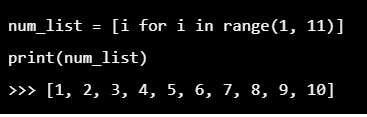 num_list = [i for i in range(1, 11)]
print(num_list)
>>> [1, 2, 3, 4, 5, 6, 7, 8, 9, 10]